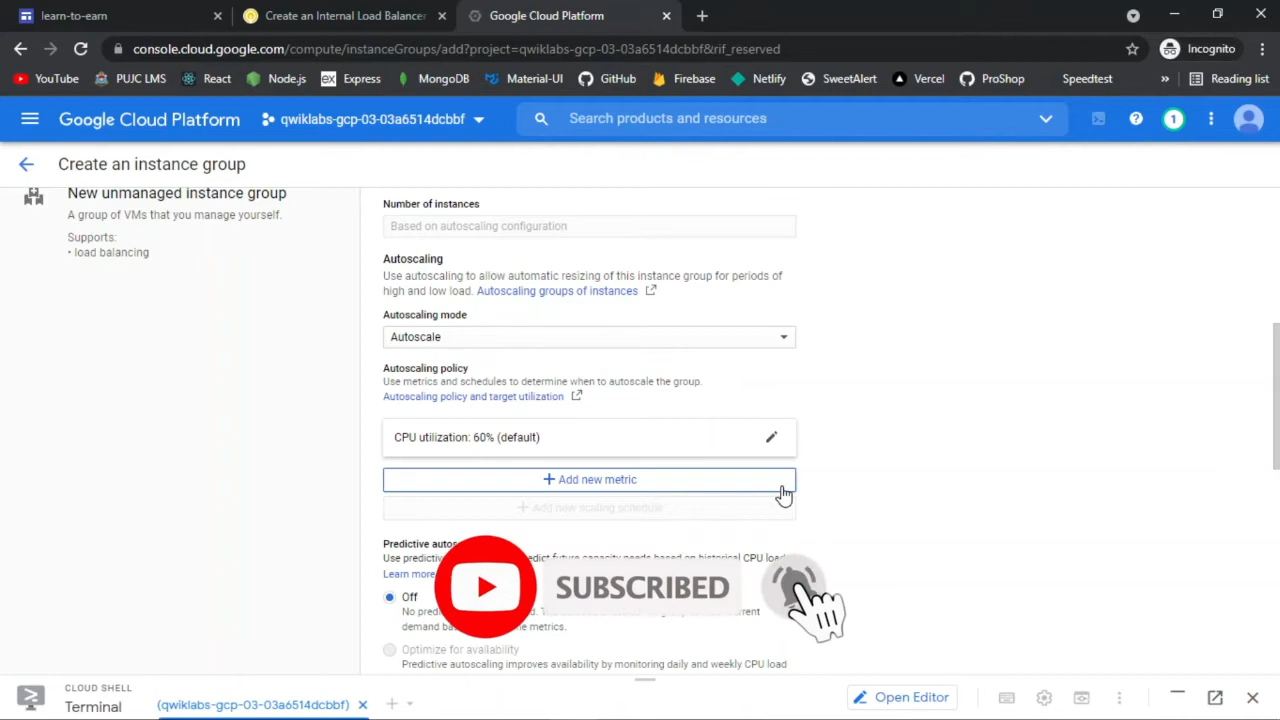 learn-to-earn
Create an Internal Load Balancer
Google Cloud Platform
console.cloud.google.com/compute/instanceGroups/add?project=qwiklabs-gcp-03-03a6514dcbbf&rif_reserved
Incognito
YouTube
PUJC LMS
React
Node.js
ex Express
MongoDB
Material-UI
GitHub
Firebase
Netlify
SweetAlert
Vercel
ProShop
Speedtest
»
Reading list
Google Cloud Platform
qwiklabs-gcp-03-03a6514dcbbf
Search products and resources
1
Create an instance group
New unmanaged instance group
A group of VMs that you manage yourself.
Supports:
• load balancing
Number of instances
Based on autoscaling configuration
Autoscaling
Use autoscaling to allow automatic resizing of this instance group for periods of
high and low load. Autoscaling groups of instances
Autoscaling mode
Autoscale
Autoscaling policy
Use metrics and schedules to determine when to autoscale the group.
Autoscaling policy and target utilization
CPU utilization: 60% (default)
+ Add new metric
+ Add new scaling schedule
Predictive
Use predictive future capacity needs based on historical CPU load
Learn more
SUBSCRIBED
Off
No
demand metrics.
Optimize for availability
Predictive autoscaling improves availability by monitoring daily and weekly CPU load
CLOUD SHELL
Terminal
(qwiklabs-gcp-03-03a6514dcbbf)
Open Editor